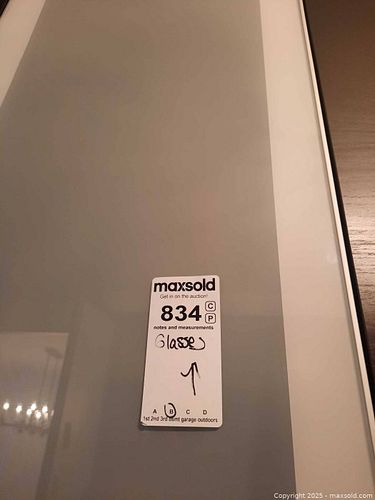 maxsold
Get in on the auction!
834 C
P
notes and measurements
Glasses
A B C D
1st 2nd 3rd bsmt garage outdoors
Copyright 2025 - maxsold.com